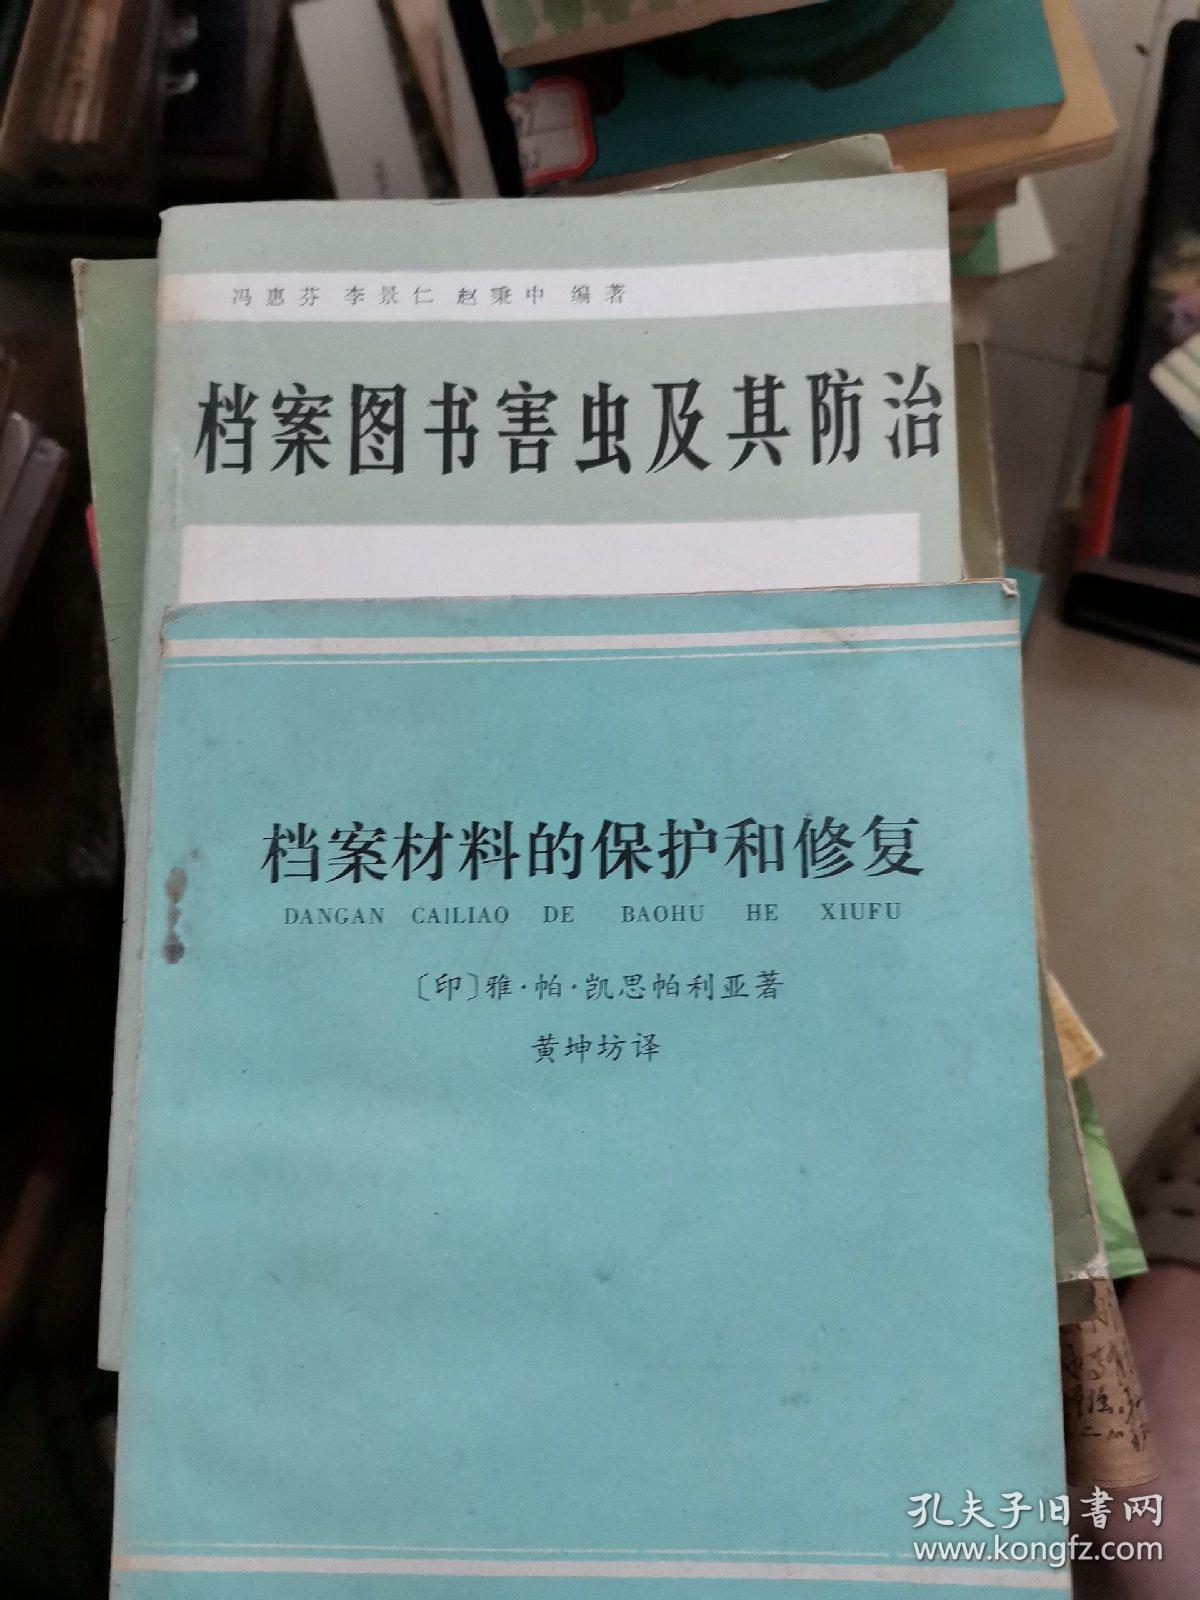 冯惠芬 李景仁 赵秉中 编著
档案图书害虫及其防治
档案材料的保护和修复
DANGAN CAILIAO DE BAOHU HE XIUFU
〔印〕雅·帕·凯思帕利亚著
黄坤坊译
孔夫子旧书网
www.kongfz.com